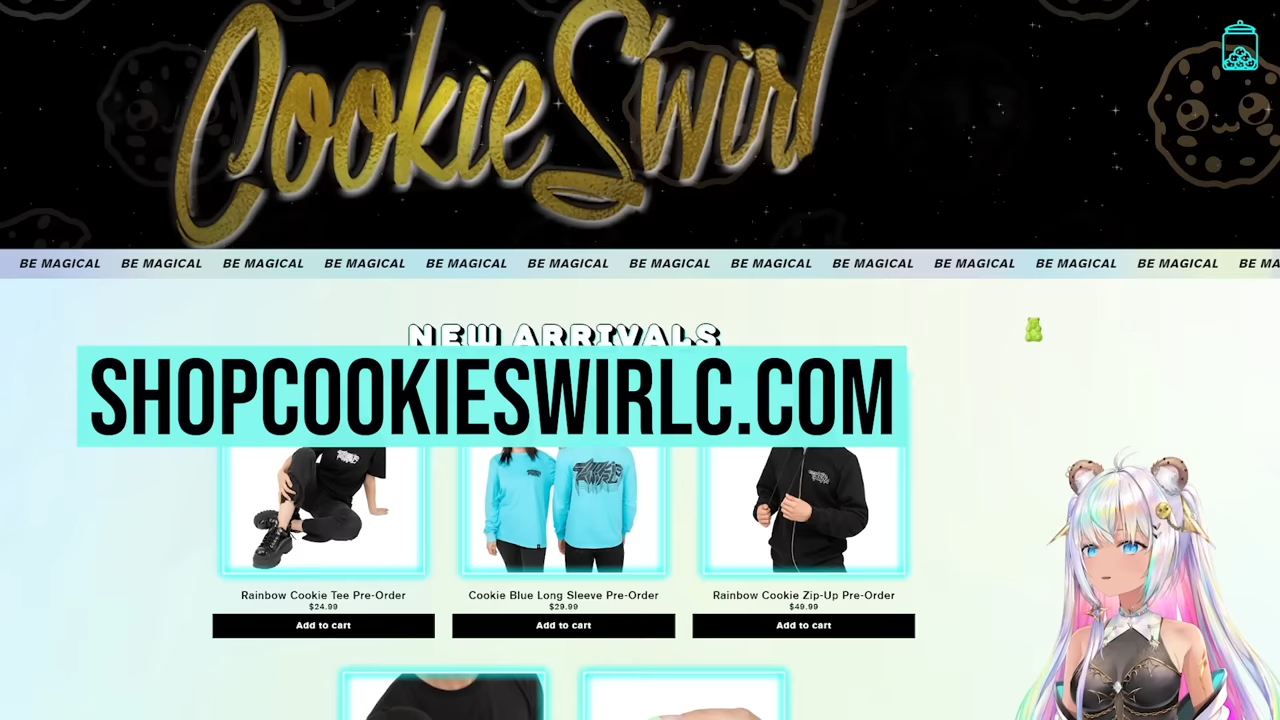 CookieSwirl
BE MAGICAL BE MAGICAL BE MAGICAL BE MAGICAL BE MAGICAL BE MAGICAL BE MAGICAL BE MAGICAL BE MAGICAL BE MAGICAL BE MAGICAL BE MAGICAL BE MA
NEW ARRIVALS
SHOPCOOKIESWIRLC.COM
Rainbow Cookie Tee Pre-Order
$24.99
Add to cart
Cookie Blue Long Sleeve Pre-Order
$29.99
Add to cart
Rainbow Cookie Zip-Up Pre-Order
$49.99
Add to cart